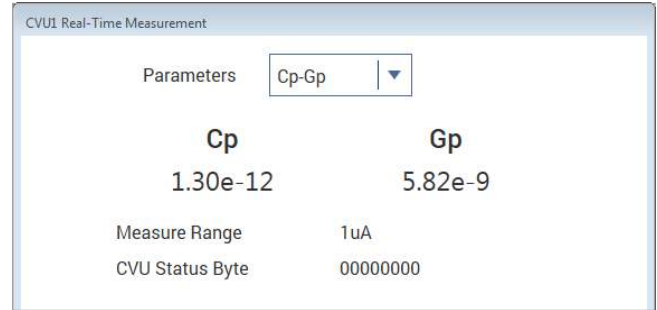 CVU1 Real-Time Measurement
Parameters Cp-Gp
Cp Gp
1.30e-12 5.82e-9
Measure Range 1uA
CVU Status Byte 00000000